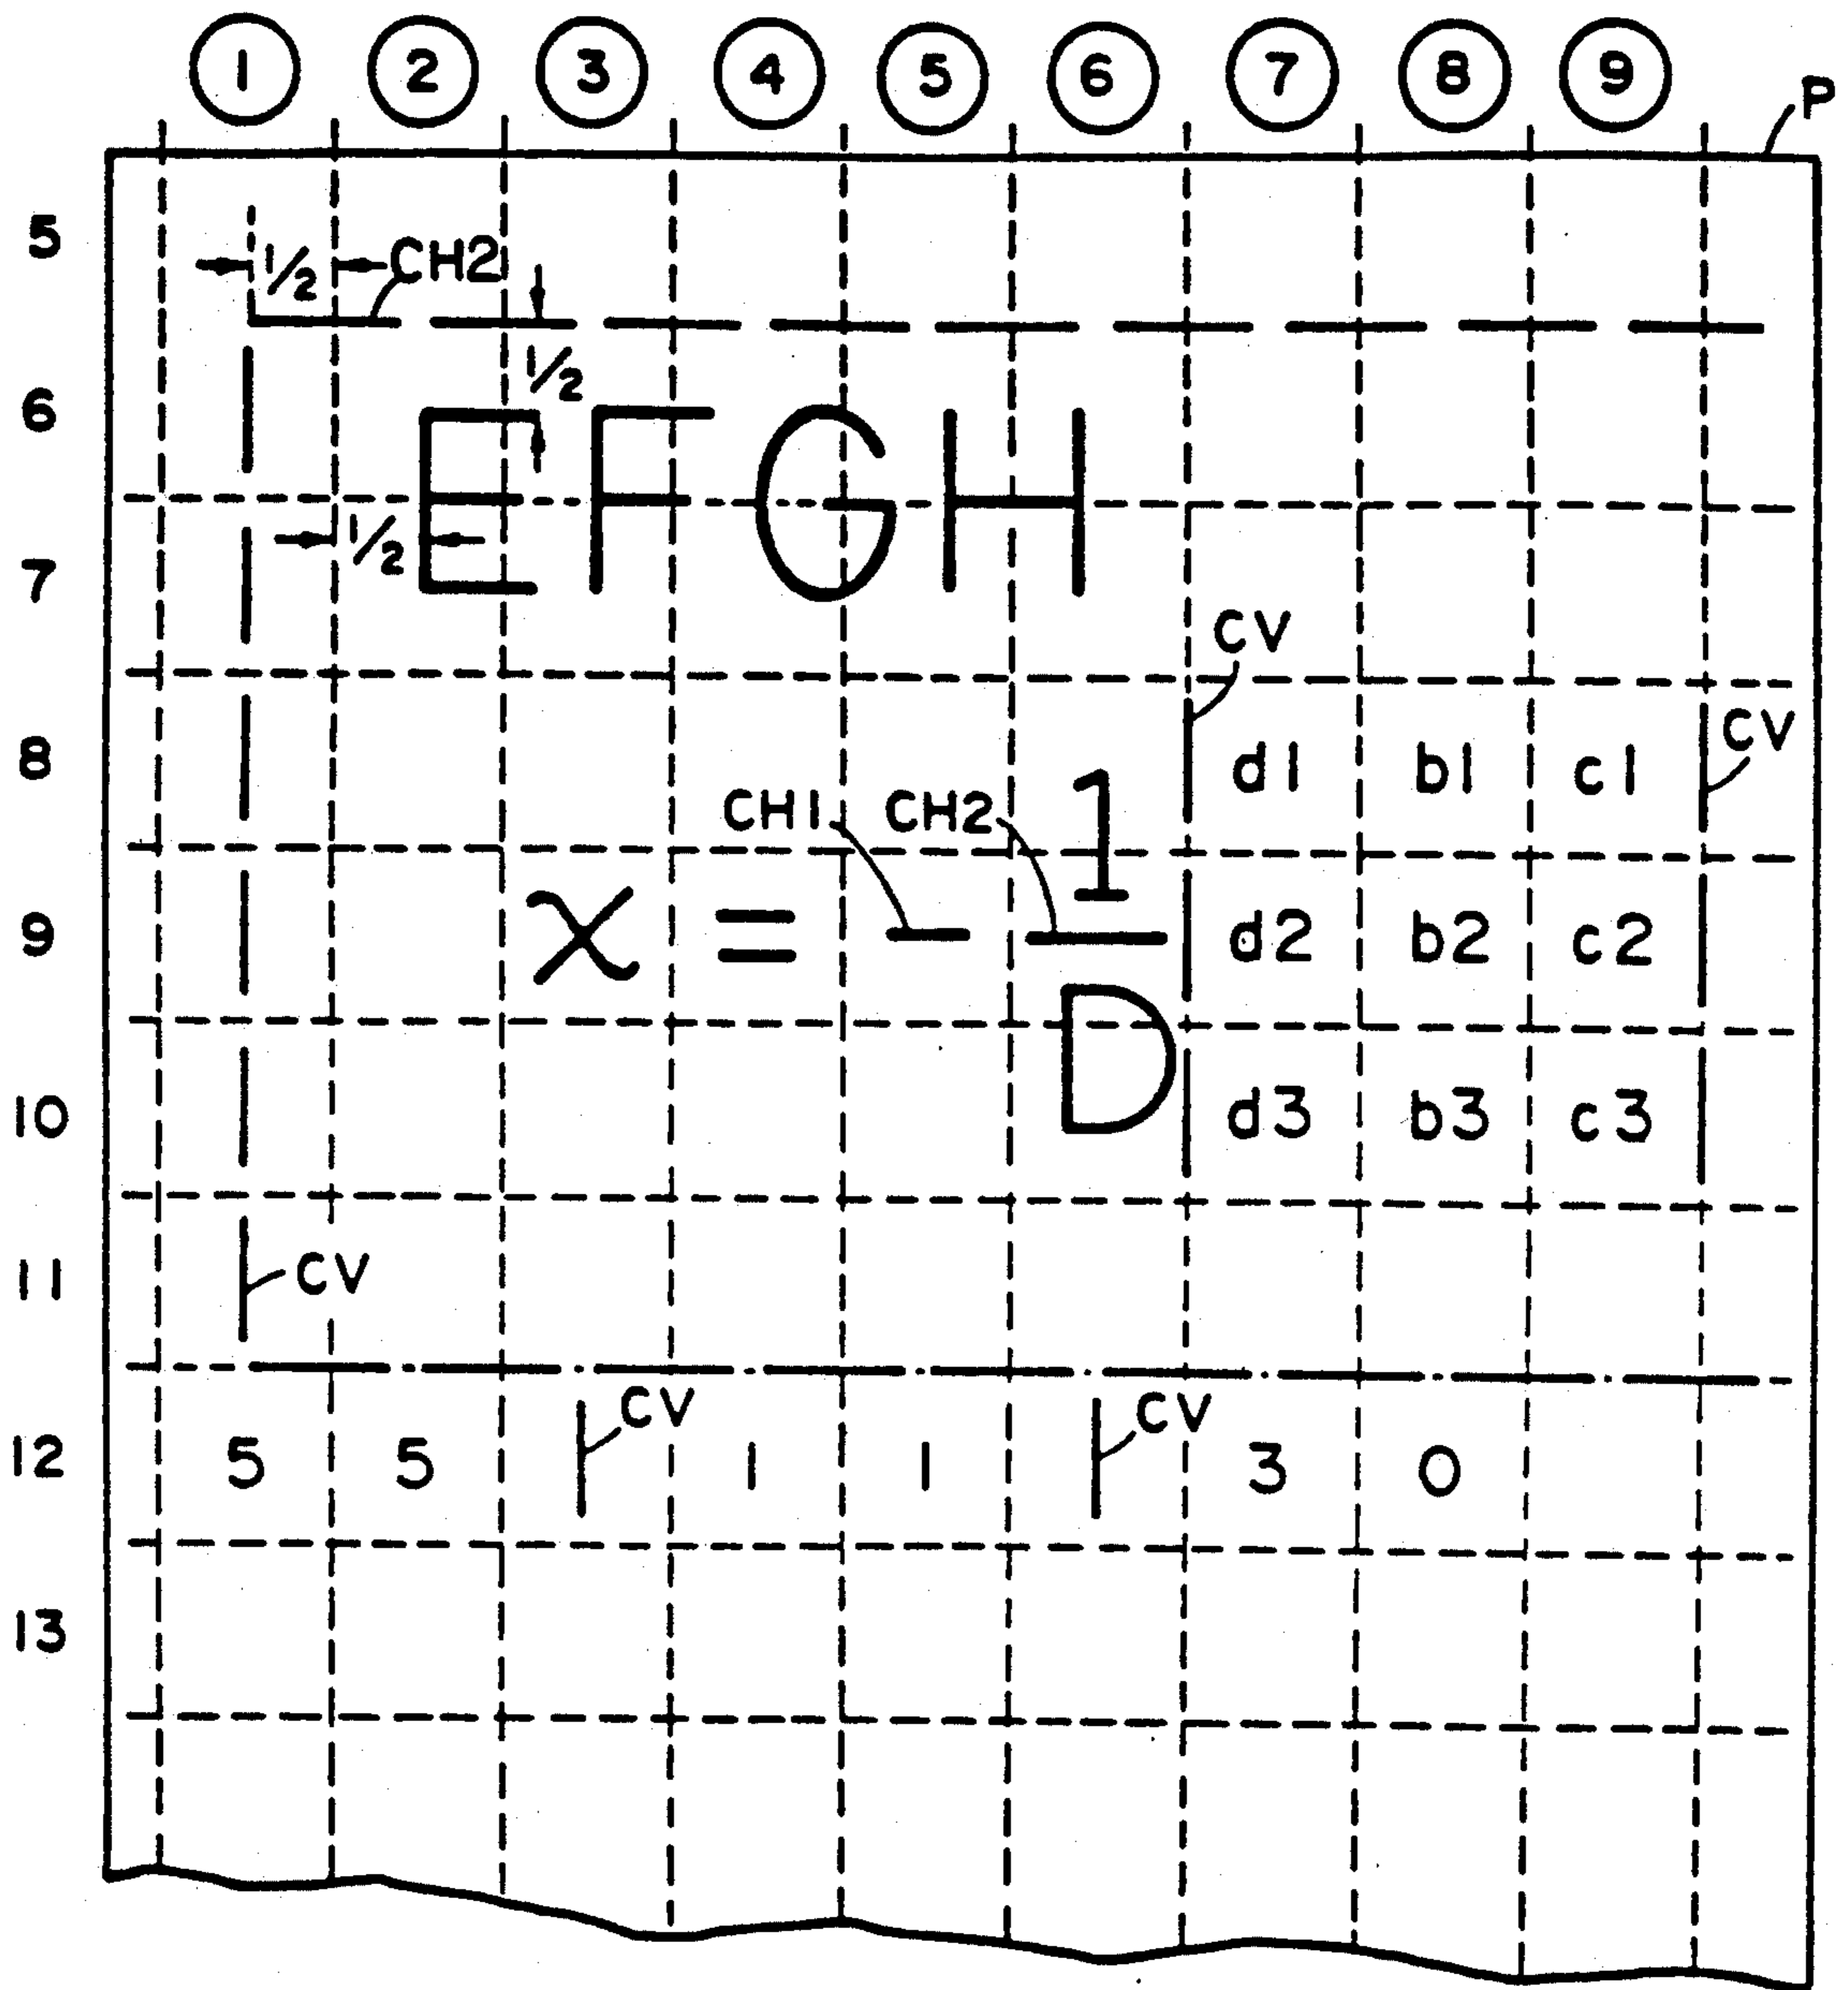 1 2 3 4 5 6 7 8 9
P
5 1/2 CH2
1/2
6
EFGH
1/2
7
CV
8 d1 b1 c1 CV
CH1 CH2 1
9 x = - — d2 b2 c2
D
10 d3 b3 c3
11 CV
CV CV
12 5 5 | 1 1 | 3 0
13